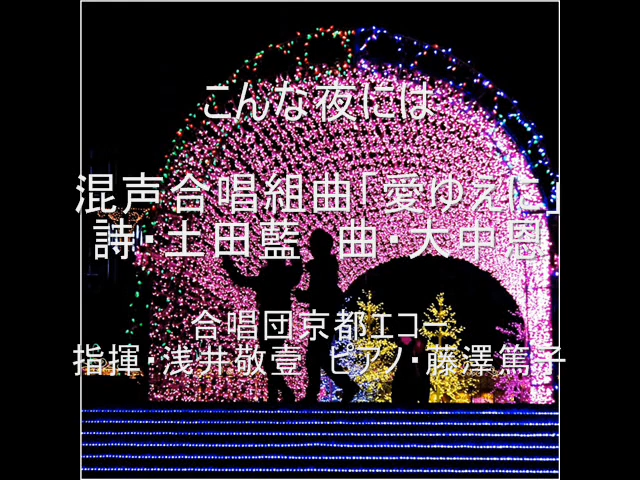 こんな夜には
混声合唱組曲「愛ゆえに」
詩・土田藍　曲・大中恩
合唱団京都エコー
指揮・浅井敬壹　ピアノ・藤澤篤子